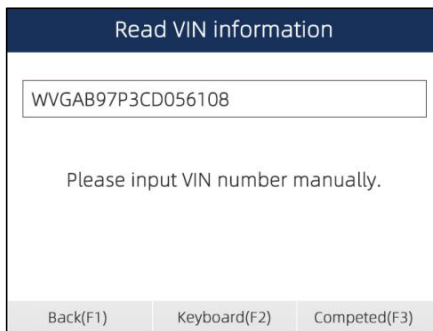 Read VIN information
WVGAB97P3CD056108
Please input VIN number manually.
Back(F1) Keyboard(F2) Competed(F3)